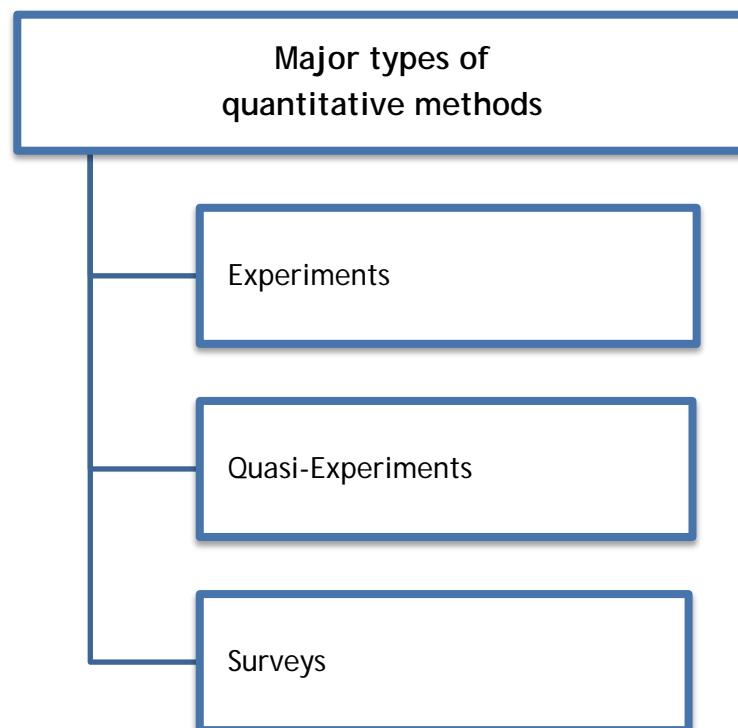 Major types of
quantitative methods
Experiments
Quasi-Experiments
Surveys